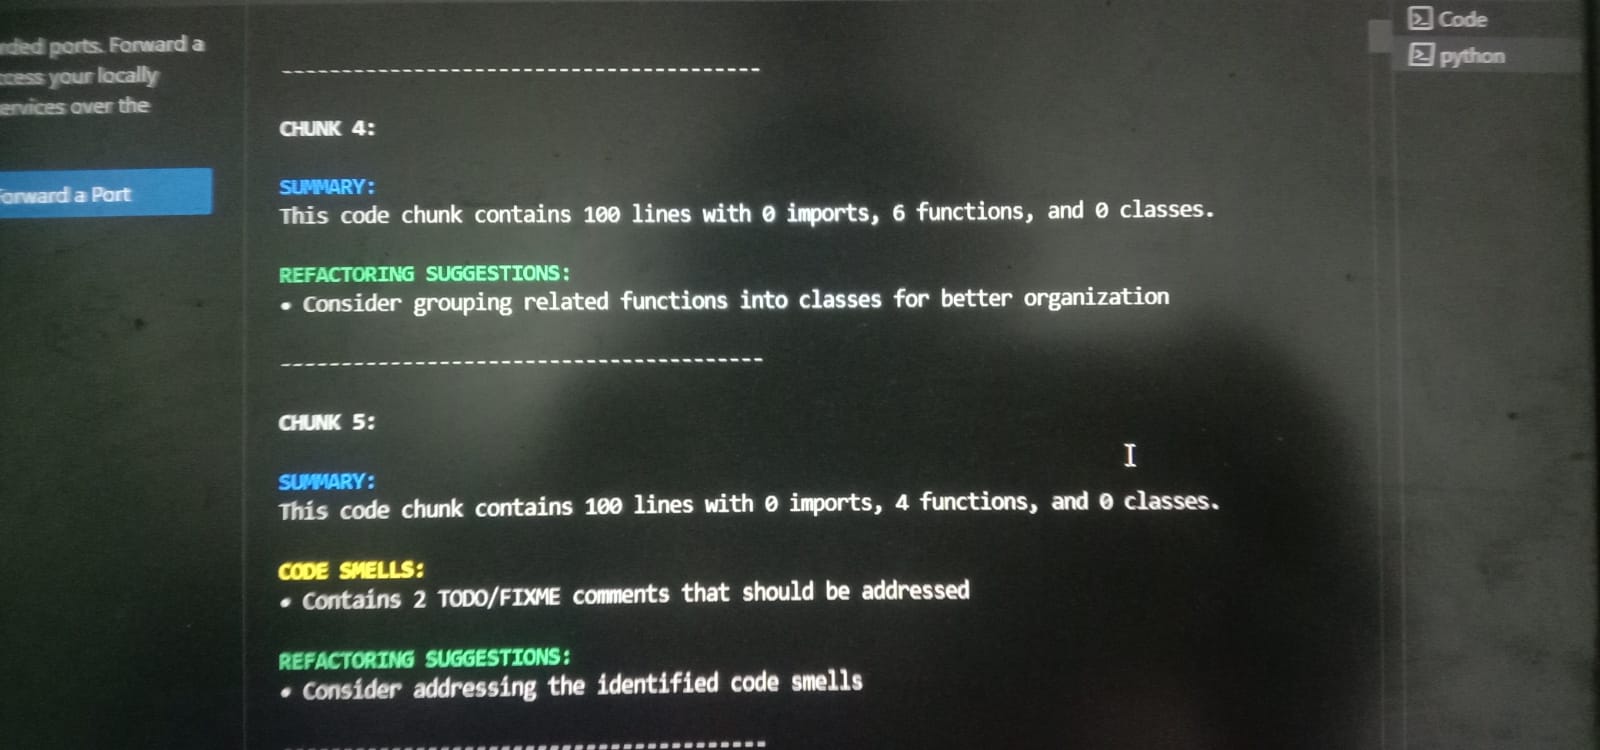 ports. Forward a
your locally
over the
Forward a Port
----------------------------------------
CHUNK 4:
SUMMARY:
This code chunk contains 100 lines with 0 imports, 6 functions, and 0 classes.
REFACTORING SUGGESTIONS:
• Consider grouping related functions into classes for better organization
----------------------------------------
CHUNK 5:
SUMMARY:
This code chunk contains 100 lines with 0 imports, 4 functions, and 0 classes.
CODE SMELLS:
• Contains 2 TODO/FIXME comments that should be addressed
REFACTORING SUGGESTIONS:
• Consider addressing the identified code smells
----------------------------------------
Code
python